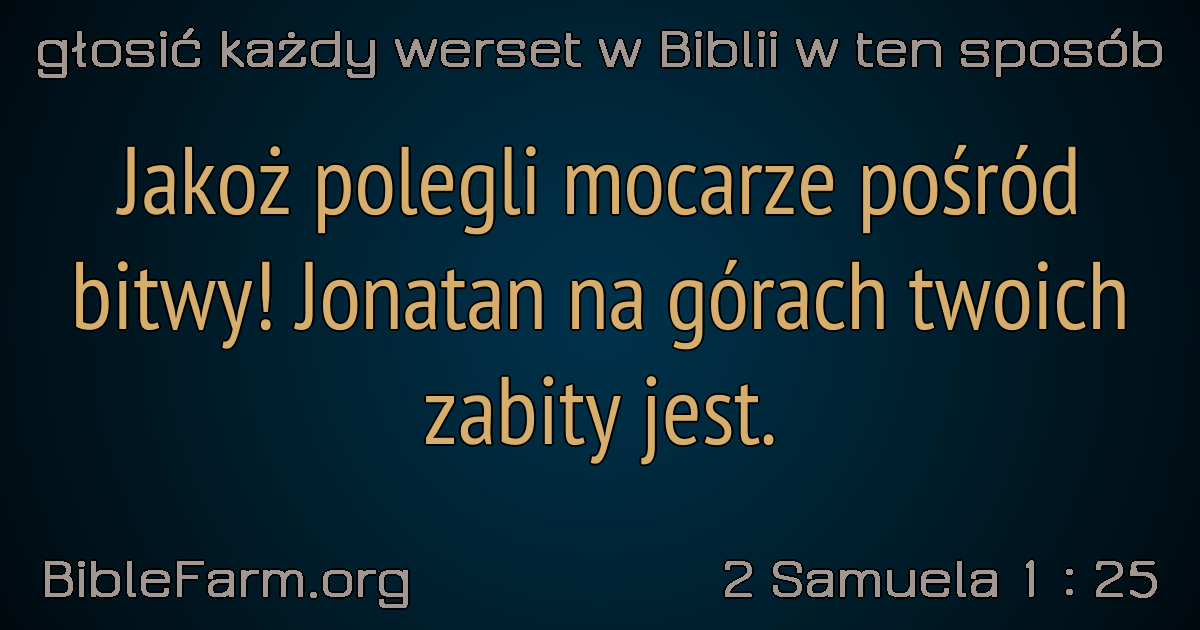 głosić każdy werset w Biblii w ten sposób
Jakoż polegli mocarze pośród
bitwy! Jonatan na górach twoich
zabity jest.
BibleFarm.org
2 Samuela 1 : 25